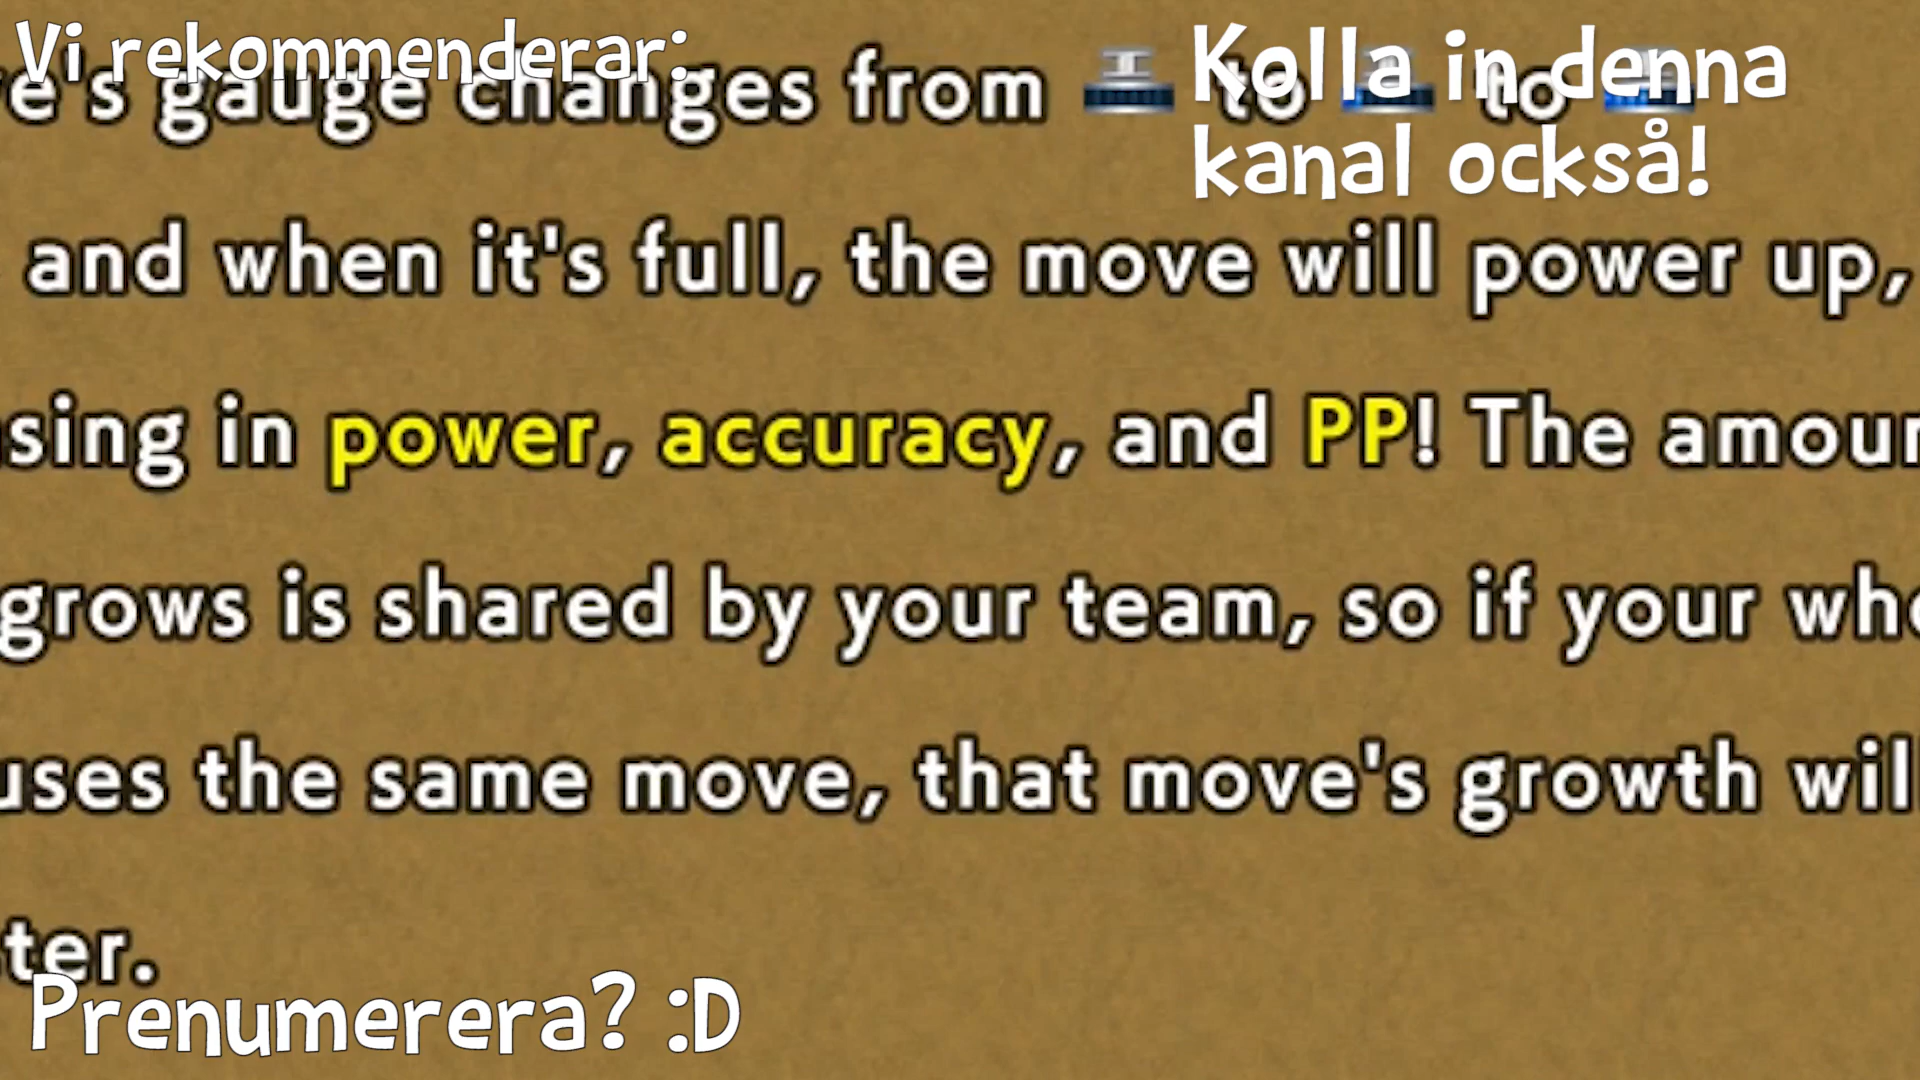 Vi rekommenderar:
Kolla in denna
kanal också!
e's gauge changes from to to
and when it's full, the move will power up,
sing in power, accuracy, and PP! The amoun
grows is shared by your team, so if your who
uses the same move, that move's growth wil
ter.
Prenumerera? :D